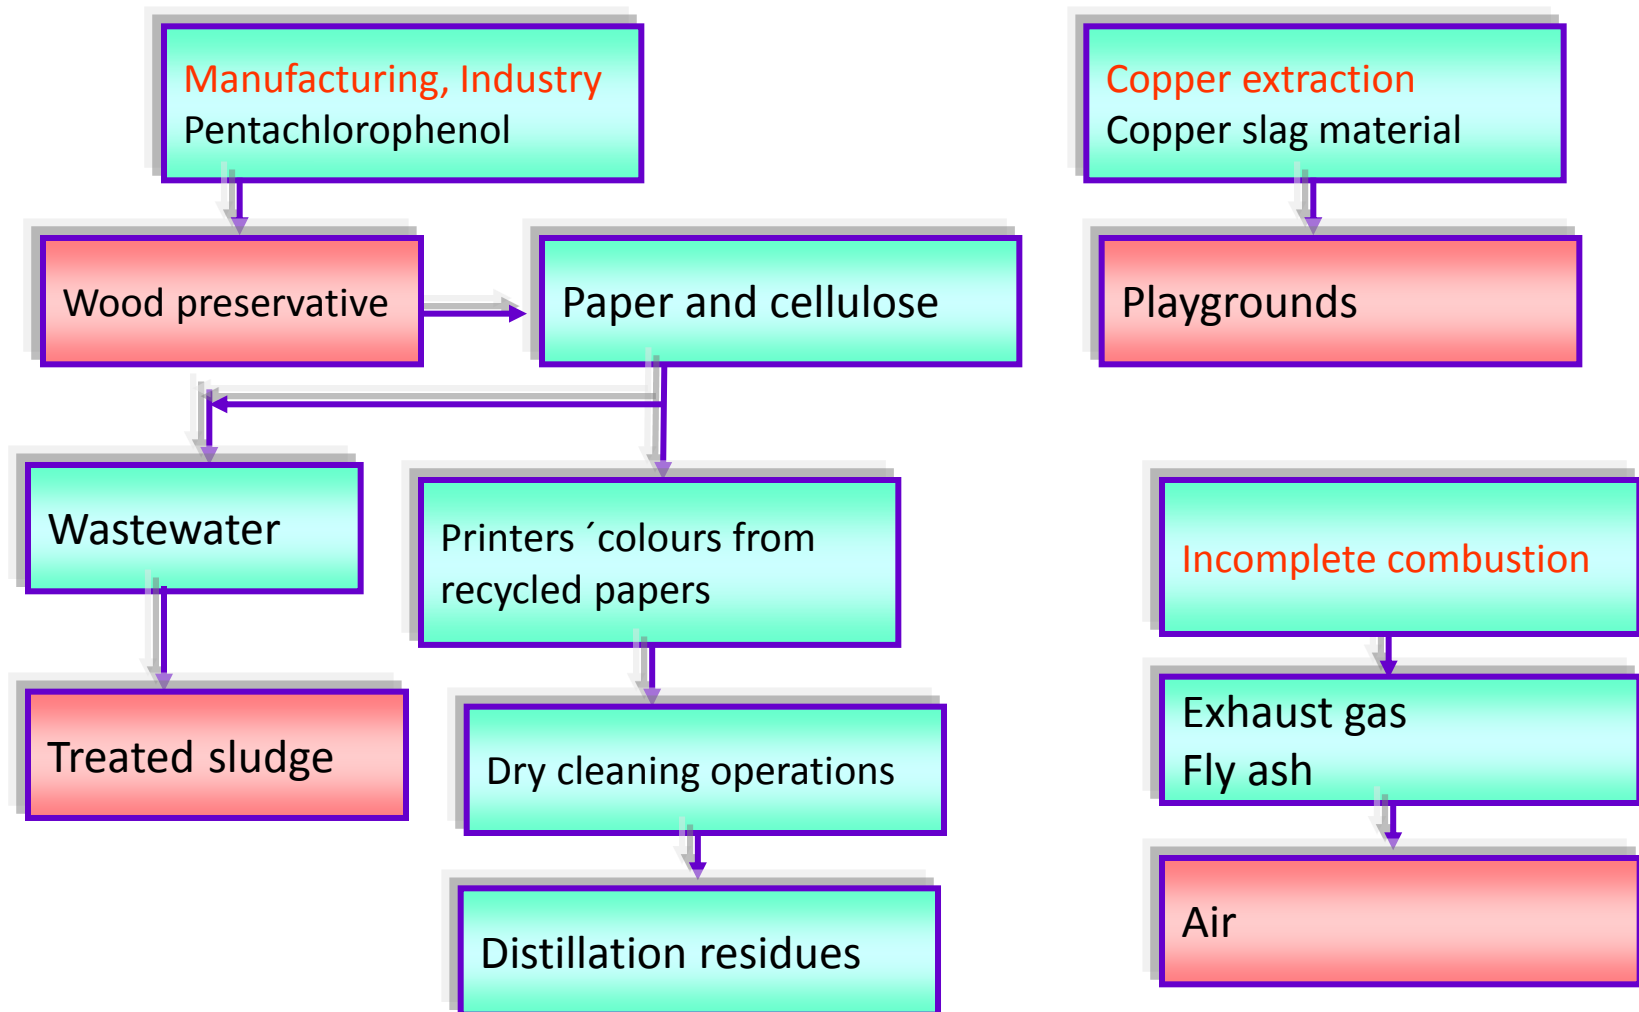 Manufacturing, Industry
Pentachlorophenol
Copper extraction
Copper slag material
Wood preservative
Paper and cellulose
Playgrounds
Wastewater
Printers ´colours from
recycled papers
Incomplete combustion
Treated sludge
Dry cleaning operations
Exhaust gas
Fly ash
Distillation residues
Air